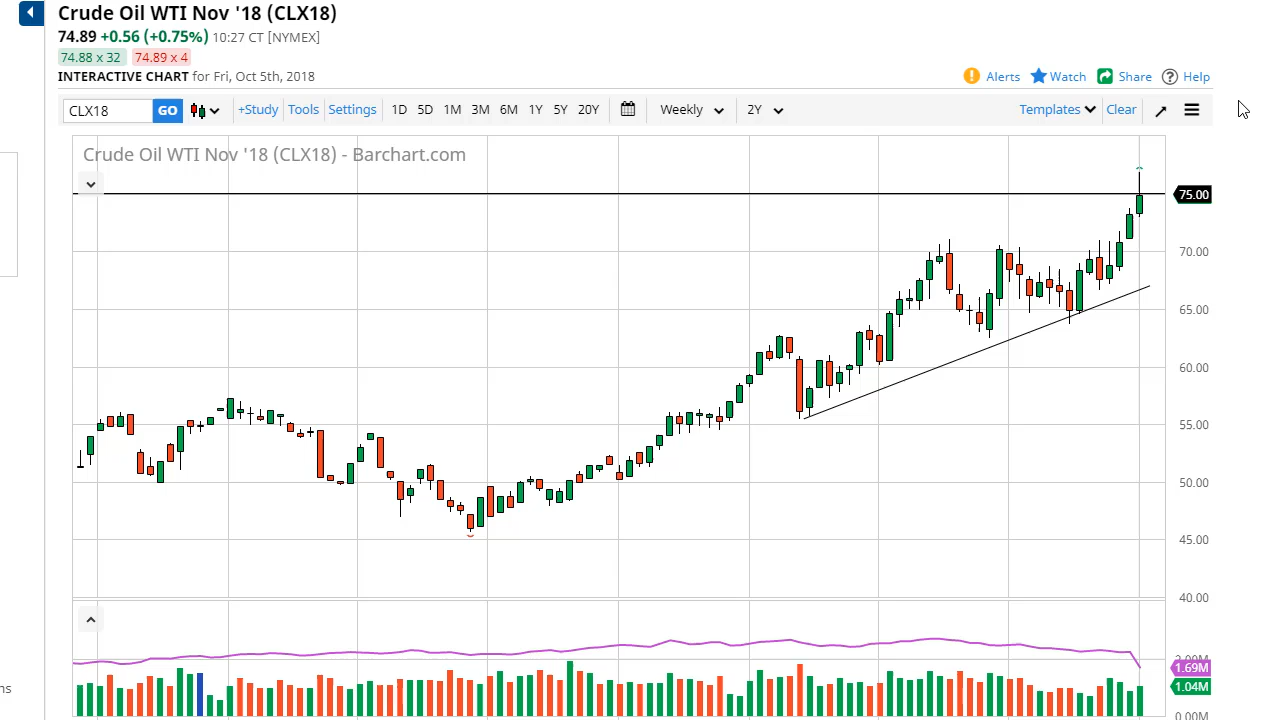 Crude Oil WTI Nov '18 (CLX18)
74.89 +0.56 (+0.75%) 10:27 CT [NYMEX]
74.88 x 32 74.89 x 4
INTERACTIVE CHART for Fri, Oct 5th, 2018
Alerts Watch Share Help
CLX18 GO +Study Tools Settings 1D 5D 1M 3M 6M 1Y 5Y 20Y Weekly 2Y Templates Clear
Crude Oil WTI Nov '18 (CLX18) - Barchart.com
75.00
70.00
65.00
60.00
55.00
50.00
45.00
40.00
1.69M
1.04M
0.00M
ns